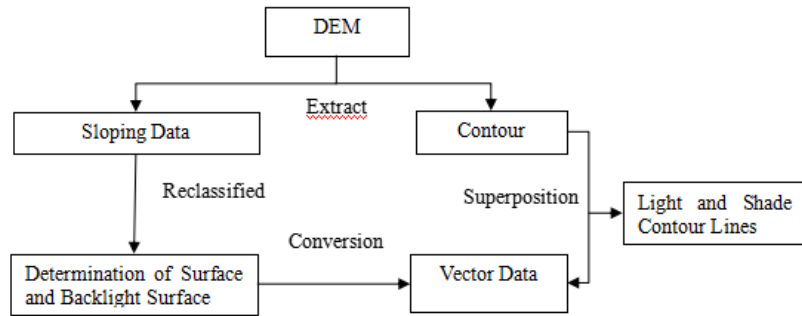 DEM
Extract
Sloping Data
Contour
Reclassified
Superposition
Light and Shade
Contour Lines
Conversion
Determination of Surface
and Backlight Surface
Vector Data